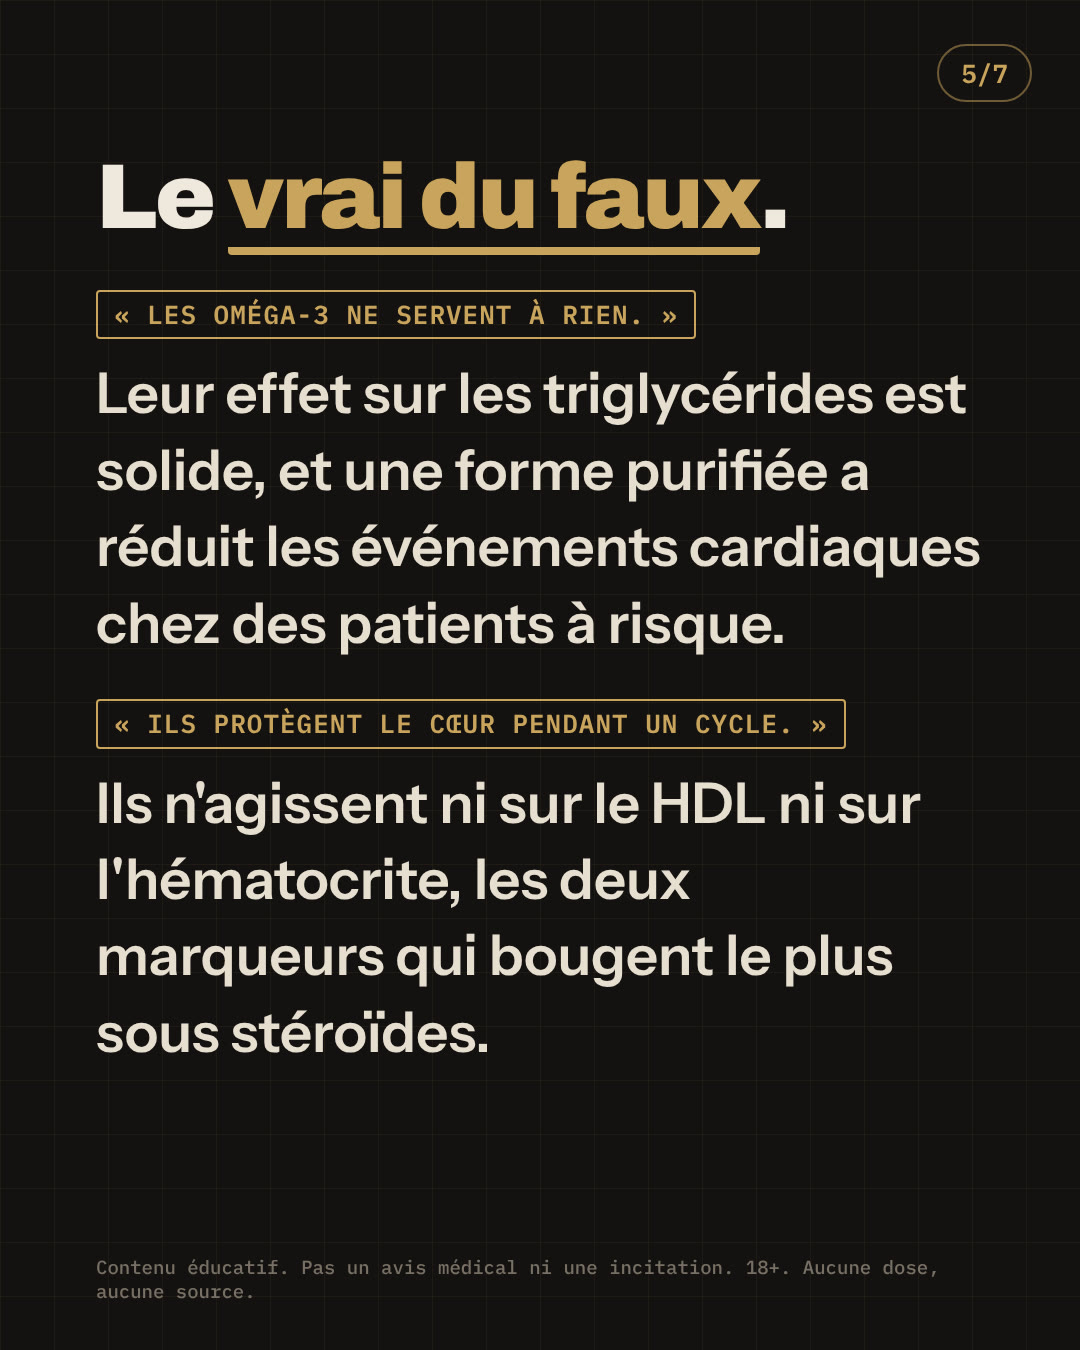 5/7
Le vrai du faux.
« LES OMÉGA-3 NE SERVENT À RIEN. »
Leur effet sur les triglycérides est
solide, et une forme purifiée a
réduit les événements cardiaques
chez des patients à risque.
« ILS PROTÈGENT LE CŒUR PENDANT UN CYCLE. »
Ils n'agissent ni sur le HDL ni sur
l'hématocrite, les deux
marqueurs qui bougent le plus
sous stéroïdes.
Contenu éducatif. Pas un avis médical ni une incitation. 18+. Aucune dose,
aucune source.